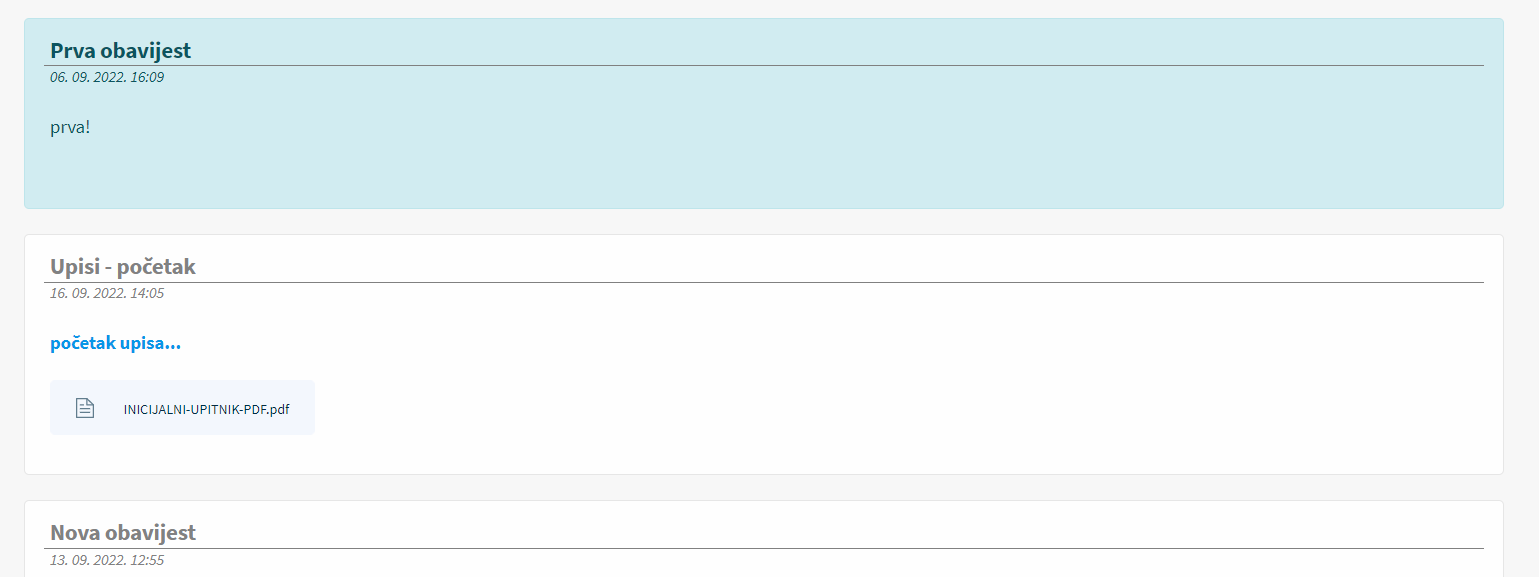 Prva obavijest
06. 09. 2022. 16:09
prva!
Upisi - početak
16. 09. 2022. 14:05
početak upisa...
INICIJALNI-UPITNIK-PDF.pdf
Nova obavijest
13. 09. 2022. 12:55